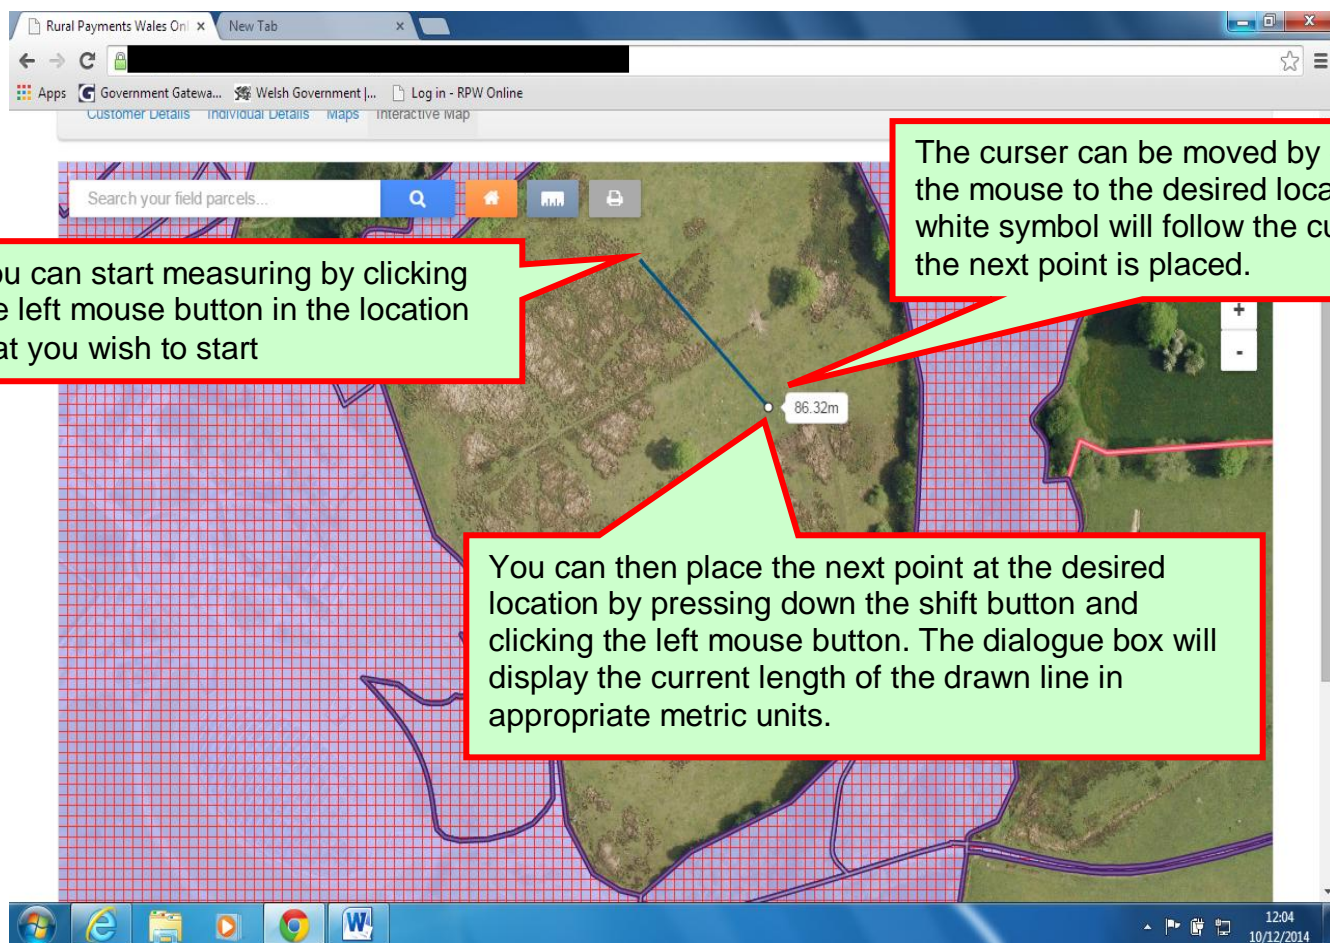 Rural Payments Wales Onl
New Tab
Apps
Government Gatewa...
Welsh Government |...
Log in - RPW Online
Customer Details
Individual Details
Maps
Interactive Map
Search your field parcels...
The curser can be moved by
the mouse to the desired loca
white symbol will follow the cu
the next point is placed.
ou can start measuring by clicking
e left mouse button in the location
at you wish to start
+
-
86.32m
You can then place the next point at the desired
location by pressing down the shift button and
clicking the left mouse button. The dialogue box will
display the current length of the drawn line in
appropriate metric units.
12:04
10/12/2014